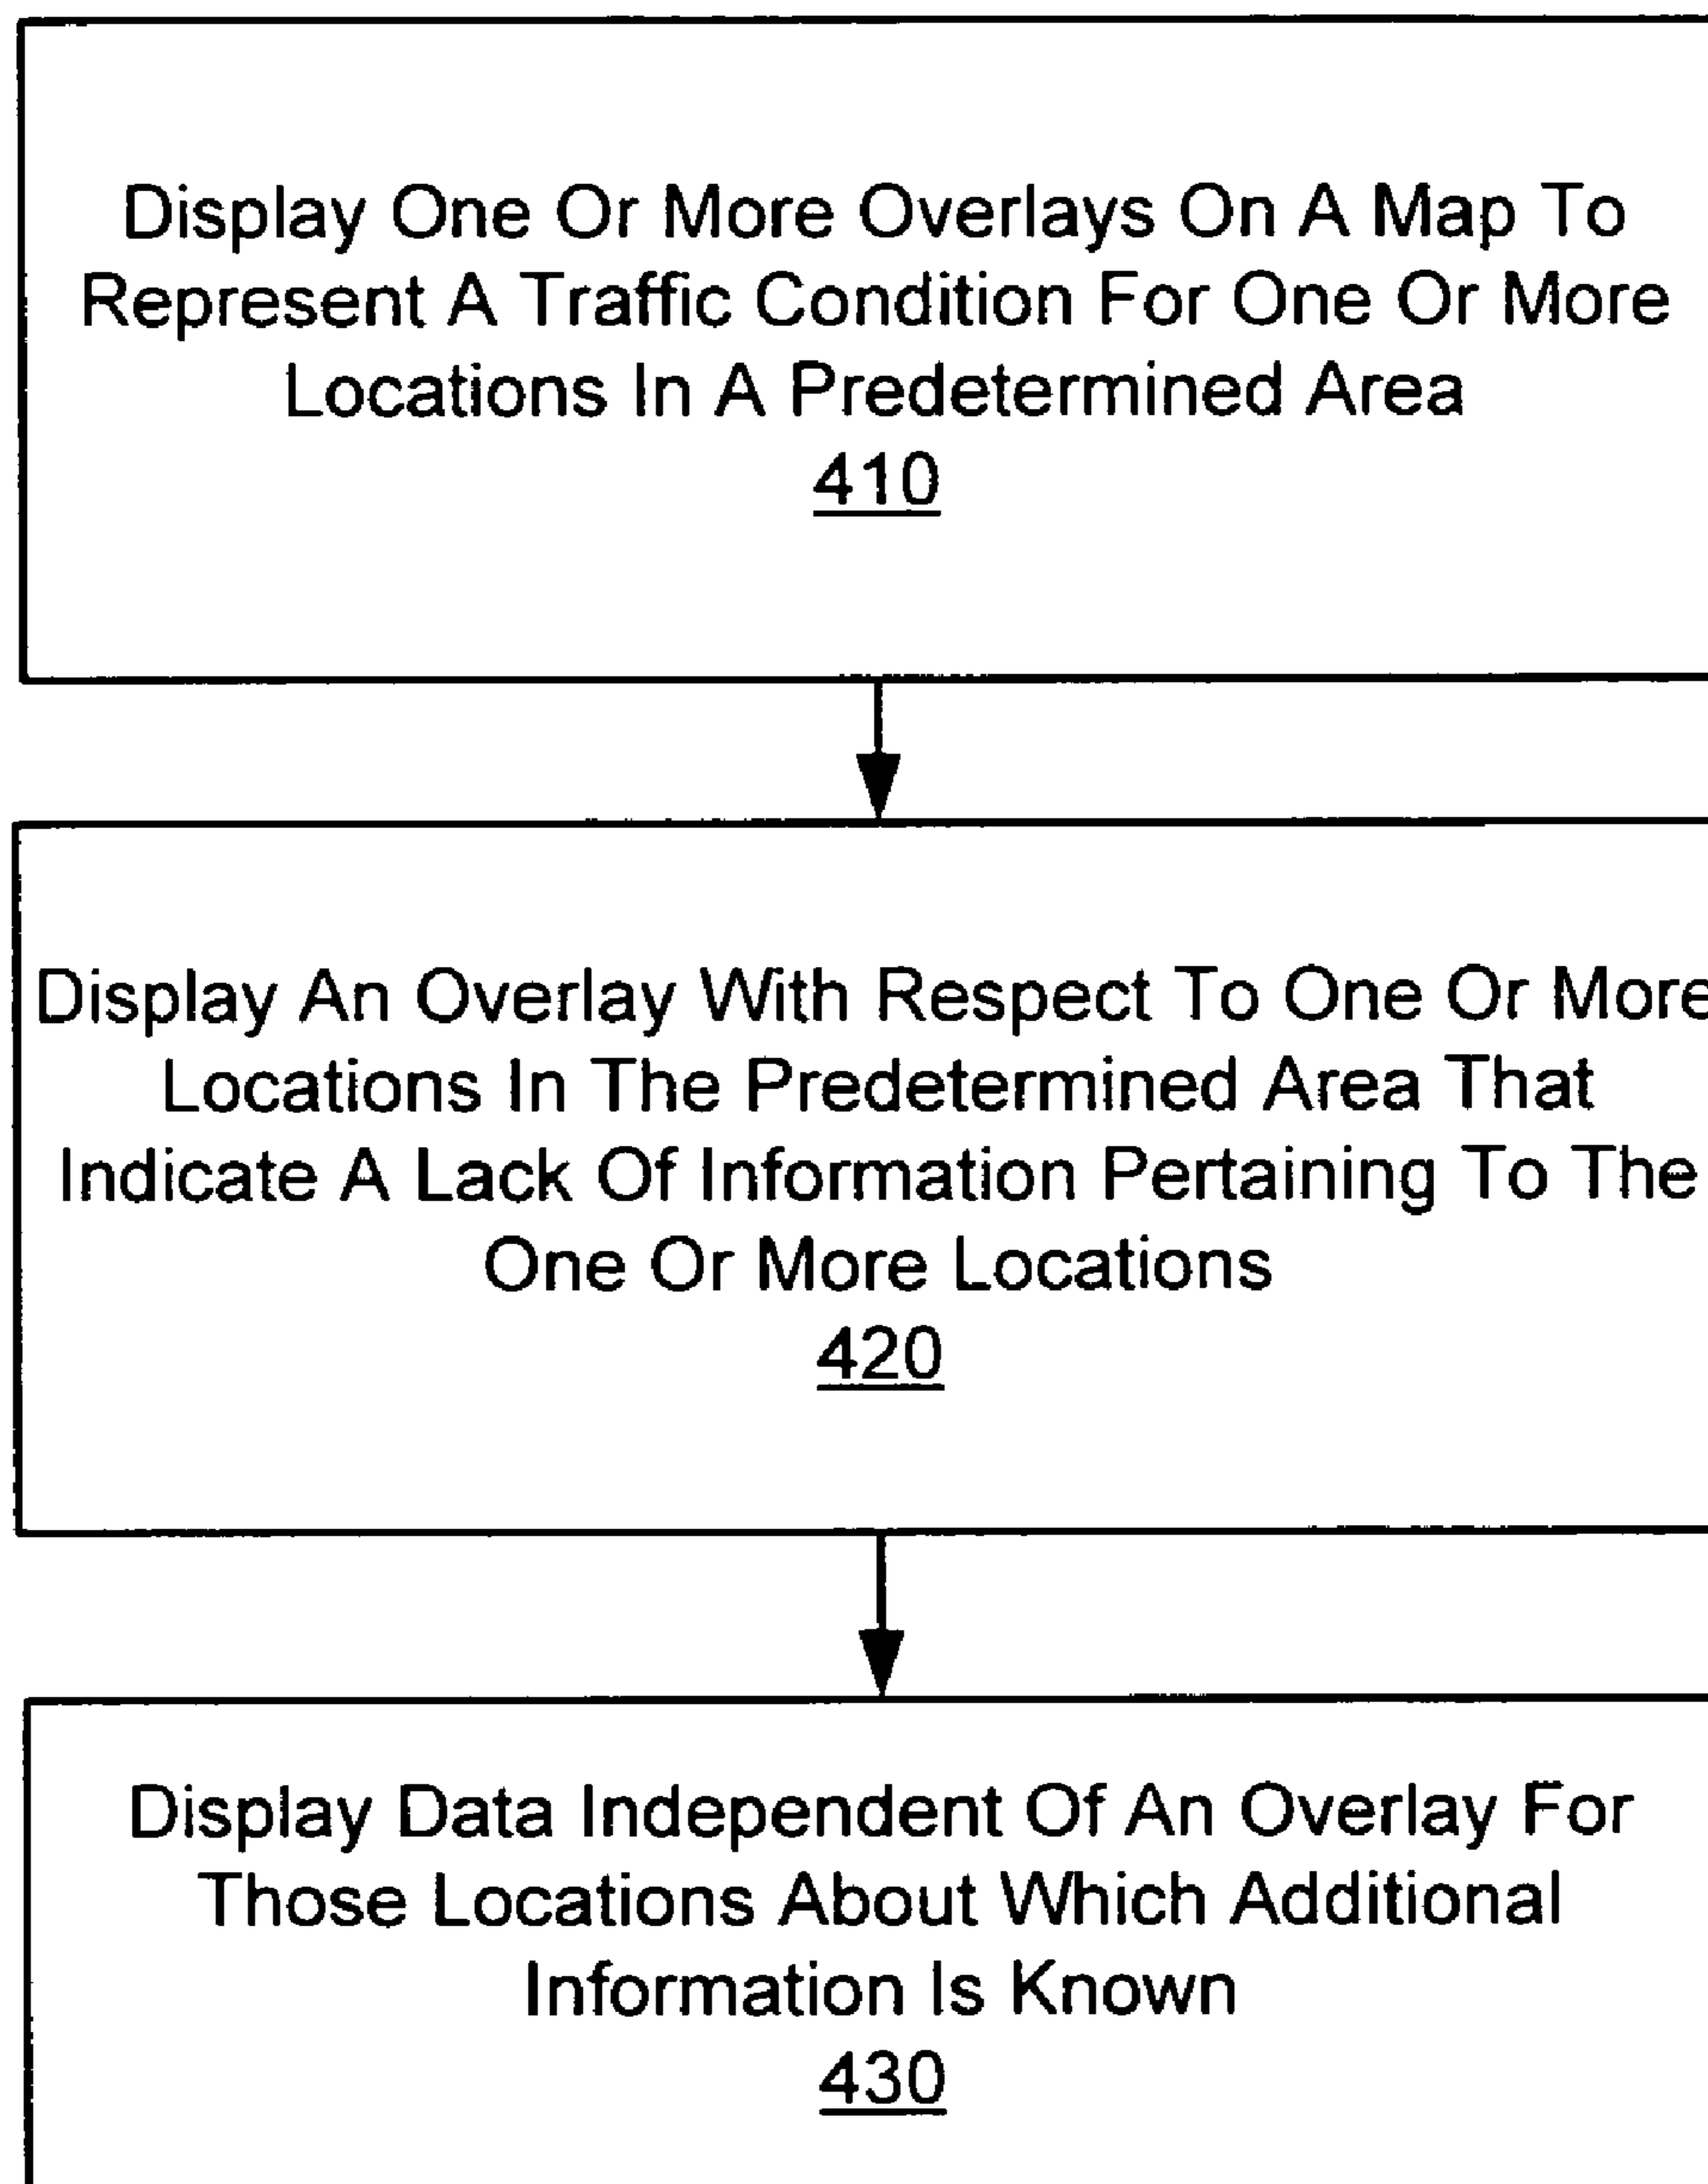 Display One Or More Overlays On A Map To
Represent A Traffic Condition For One Or More
Locations In A Predetermined Area
410
Display An Overlay With Respect To One Or More
Locations In The Predetermined Area That
Indicate A Lack Of Information Pertaining To The
One Or More Locations
420
Display Data Independent Of An Overlay For
Those Locations About Which Additional
Information Is Known
430